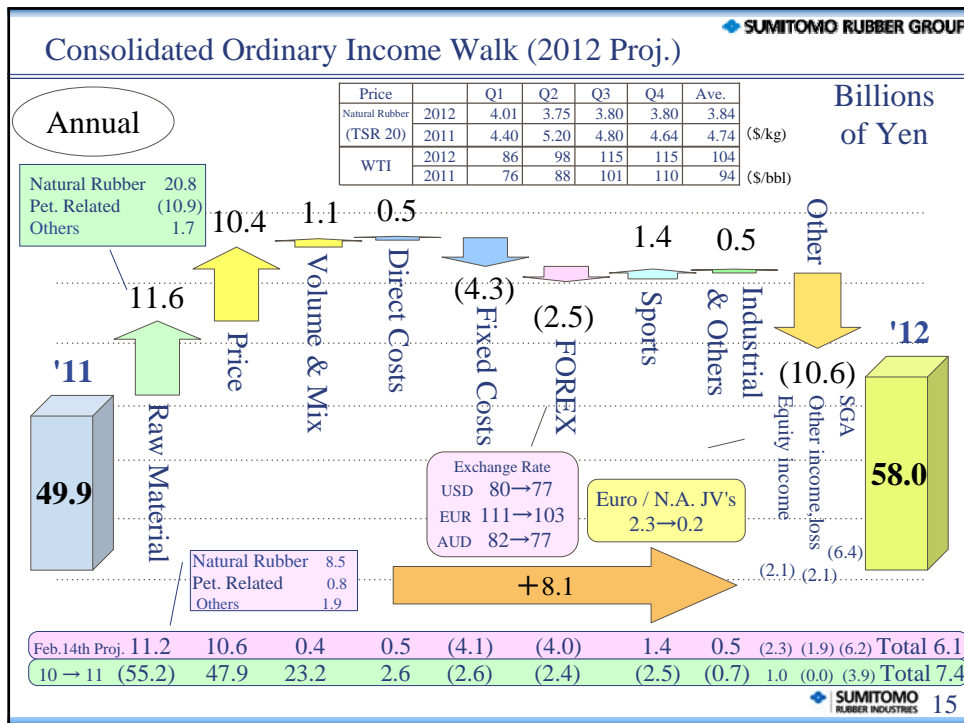 SUMITOMO RUBBER GROUP
Consolidated Ordinary Income Walk (2012 Proj.)
Annual
Billions
of Yen
Price Q1 Q2 Q3 Q4 Ave.
Natural Rubber (TSR 20) 2012 4.01 3.75 3.80 3.80 3.84
2011 4.40 5.20 4.80 4.64 4.74 ($/kg)
WTI 2012 86 98 115 115 104
2011 76 88 101 110 94 ($/bbl)
Natural Rubber 20.8
Pet. Related (10.9)
Others 1.7
'11
49.9
11.6
Raw Material
10.4
Price
1.1
Volume & Mix
0.5
Direct Costs
(4.3)
Fixed Costs
(2.5)
FOREX
1.4
Sports
0.5
Industrial
& Others
Other
(10.6)
SGA
Other income,loss
Equity income
(6.4)
(2.1)
(2.1)
'12
58.0
Exchange Rate
USD 80→77
EUR 111→103
AUD 82→77
Euro / N.A. JV's
2.3→0.2
Natural Rubber 8.5
Pet. Related 0.8
Others 1.9
+8.1
Feb.14th Proj. 11.2 10.6 0.4 0.5 (4.1) (4.0) 1.4 0.5 (2.3) (1.9) (6.2) Total 6.1
10→11 (55.2) 47.9 23.2 2.6 (2.6) (2.4) (2.5) (0.7) 1.0 (0.0) (3.9) Total 7.4
SUMITOMO
RUBBER INDUSTRIES
15